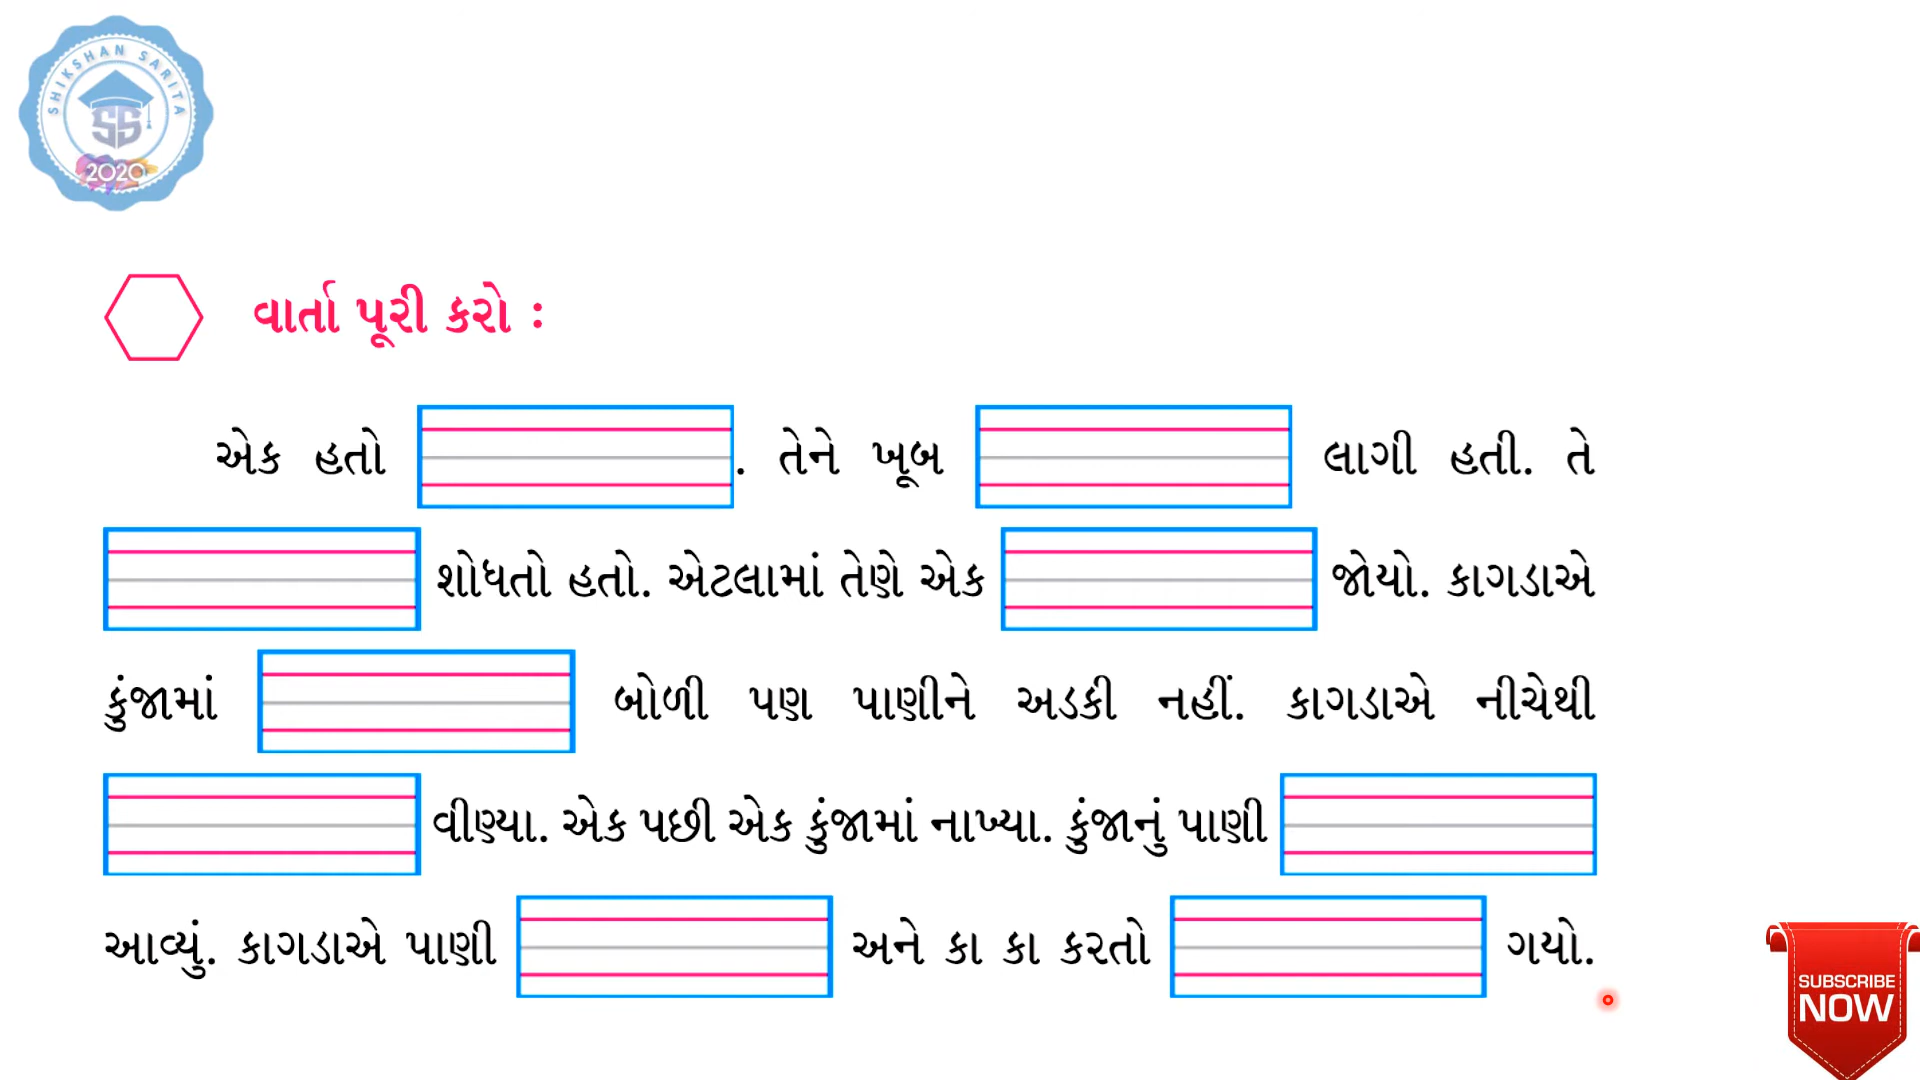 SHIKSHAN SARITA
SS
2020
વાર્તા પૂરી કરો :
એક હતો . તેને ખૂબ લાગી હતી. તે
શોધતો હતો. એટલામાં તેણે એક જોયો. કાગડાએ
કુંજામાં બોળી પણ પાણીને અડકી નહીં. કાગડાએ નીચેથી
વીણ્યા. એક પછી એક કુંજામાં નાખ્યા. કુંજાનું પાણી
આવ્યું. કાગડાએ પાણી અને કા કા કરતો ગયો.
SUBSCRIBE
NOW